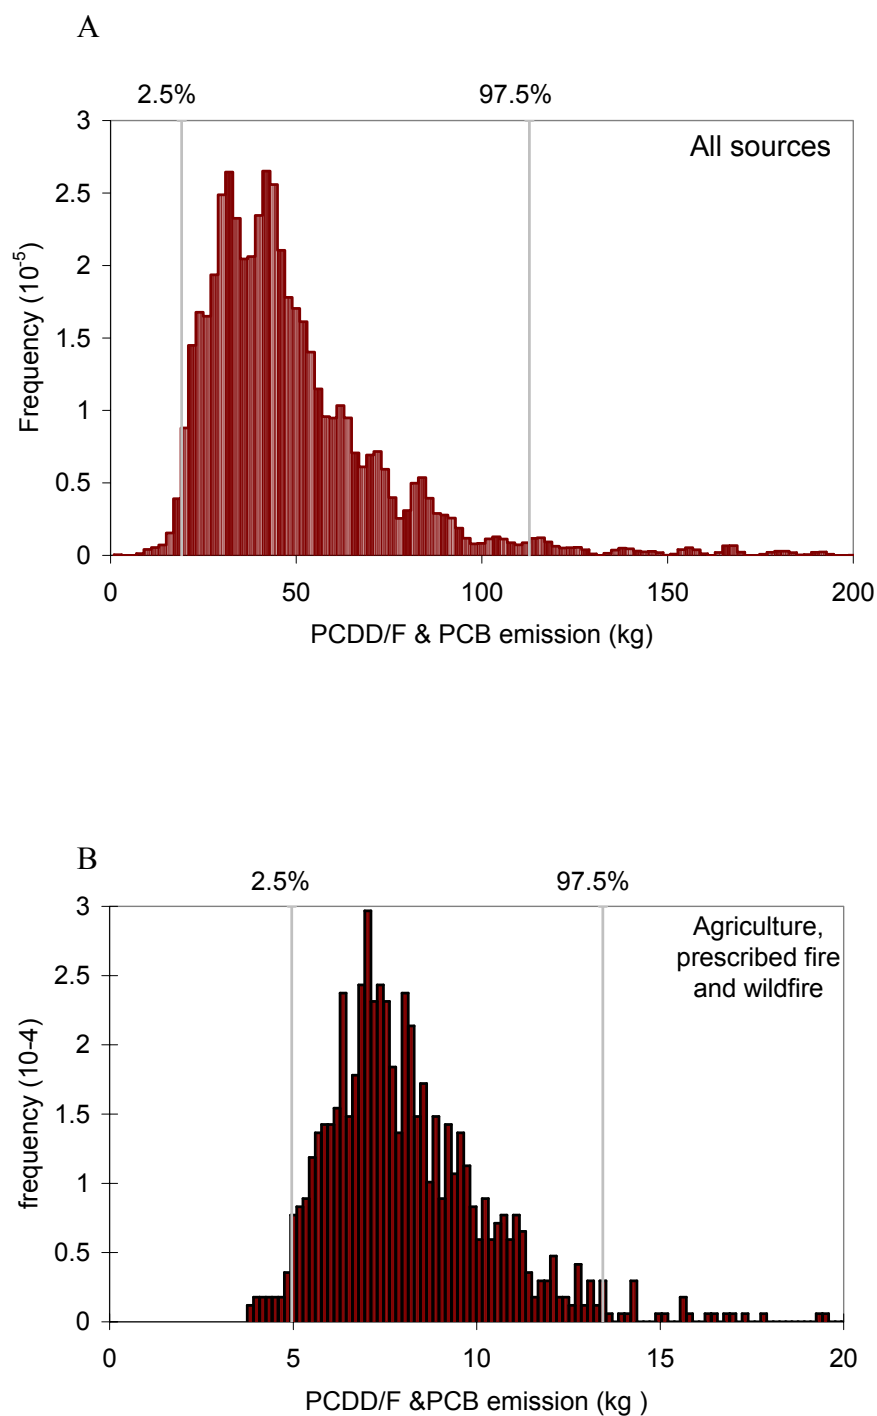 A
2.5%
97.5%
All sources
3
2.5
2
1.5
1
0.5
0
Frequency (10-5)
0
50
100
150
200
PCDD/F & PCB emission (kg)
B
2.5%
97.5%
Agriculture,
prescribed fire
and wildfire
3
2.5
2
1.5
1
0.5
0
frequency (10-4)
0
5
10
15
20
PCDD/F &PCB emission (kg )